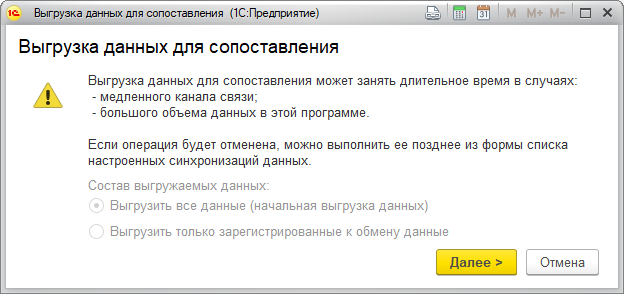 Выгрузка данных для сопоставления (1С:Предприятие)
31 M M+ M-
Выгрузка данных для сопоставления
Выгрузка данных для сопоставления может занять длительное время в случаях:
- медленного канала связи;
- большого объема данных в этой программе.
Если операция будет отменена, можно выполнить ее позднее из формы списка
настроенных синхронизаций данных.
Состав выгружаемых данных:
Выгрузить все данные (начальная выгрузка данных)
Выгрузить только зарегистрированные к обмену данные
Далее > Отмена